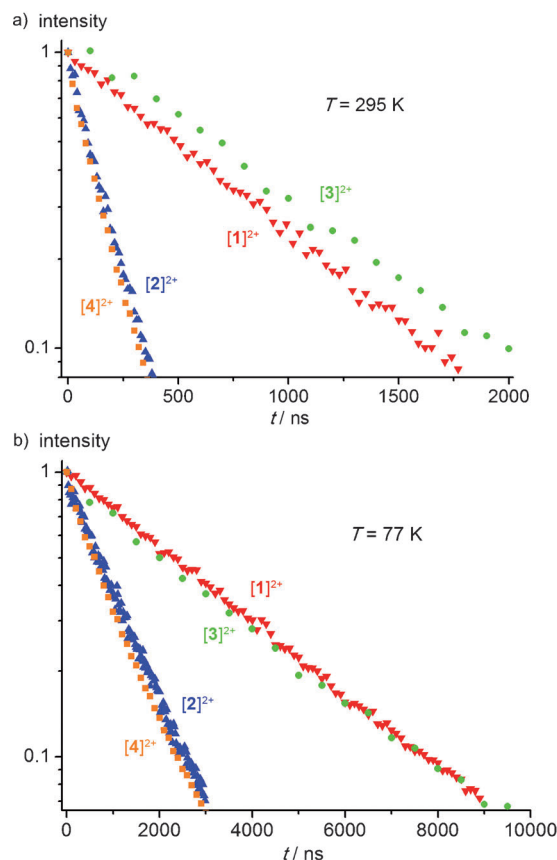 a) intensity
1
T = 295 K
[3]²⁺
[1]²⁺
[2]²⁺
[4]²⁺
0.1
0 500 1000 1500 2000
t / ns
b) intensity
1
T = 77 K
[1]²⁺
[3]²⁺
[2]²⁺
[4]²⁺
0.1
0 2000 4000 6000 8000 10000
t / ns